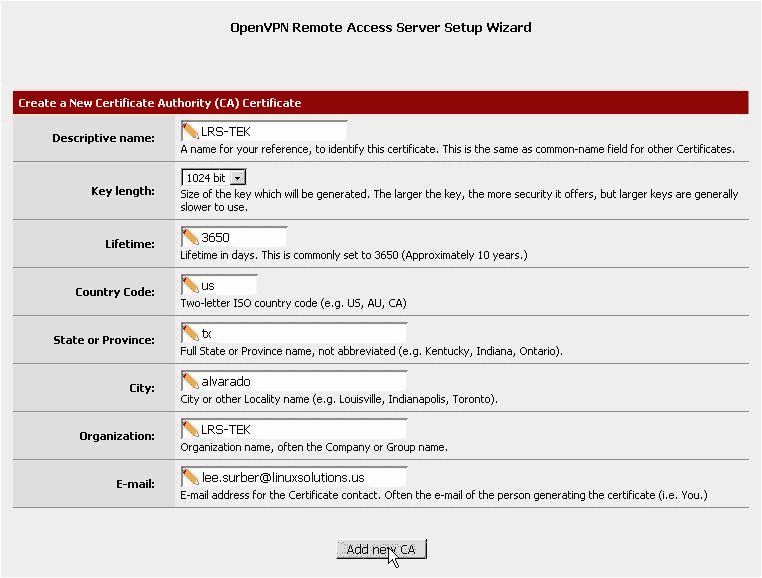 OpenVPN Remote Access Server Setup Wizard
Create a New Certificate Authority (CA) Certificate
Descriptive name:
LRS-TEK
A name for your reference, to identify this certificate. This is the same as common-name field for other Certificates.
Key length:
1024 bit
Size of the key which will be generated. The larger the key, the more security it offers, but larger keys are generally
slower to use.
Lifetime:
3650
Lifetime in days. This is commonly set to 3650 (Approximately 10 years.)
Country Code:
us
Two-letter ISO country code (e.g. US, AU, CA)
State or Province:
tx
Full State or Province name, not abbreviated (e.g. Kentucky, Indiana, Ontario).
City:
alvarado
City or other Locality name (e.g. Louisville, Indianapolis, Toronto).
Organization:
LRS-TEK
Organization name, often the Company or Group name.
E-mail:
lee.surber@linuxsolutions.us
E-mail address for the Certificate contact. Often the e-mail of the person generating the certificate (i.e. You.)
Add new CA